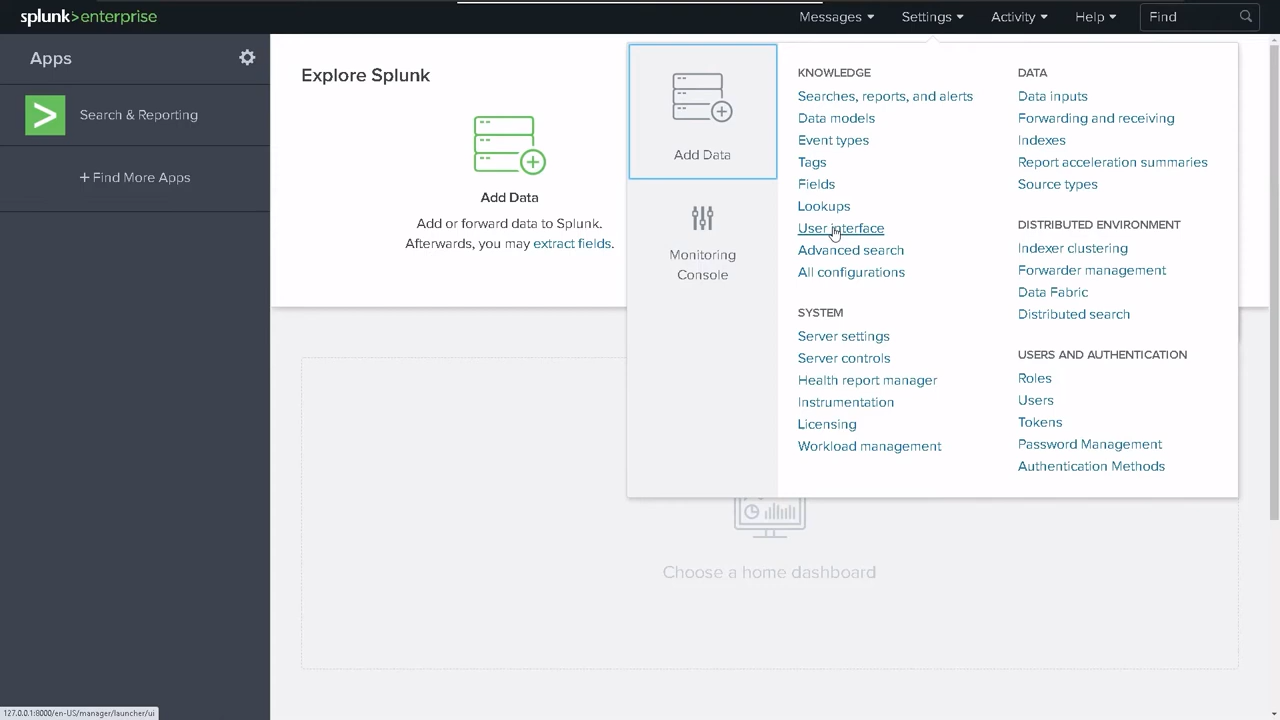 splunk>enterprise
Messages
Settings
Activity
Help
Find
Apps
Search & Reporting
+ Find More Apps
Explore Splunk
Add Data
Add or forward data to Splunk.
Afterwards, you may extract fields.
Add Data
Monitoring
Console
KNOWLEDGE
Searches, reports, and alerts
Data models
Event types
Tags
Fields
Lookups
User interface
Advanced search
All configurations
SYSTEM
Server settings
Server controls
Health report manager
Instrumentation
Licensing
Workload management
DATA
Data inputs
Forwarding and receiving
Indexes
Report acceleration summaries
Source types
DISTRIBUTED ENVIRONMENT
Indexer clustering
Forwarder management
Data Fabric
Distributed search
USERS AND AUTHENTICATION
Roles
Users
Tokens
Password Management
Authentication Methods
Choose a home dashboard
127.0.0.1:8000/en-US/manager/launcher/ui